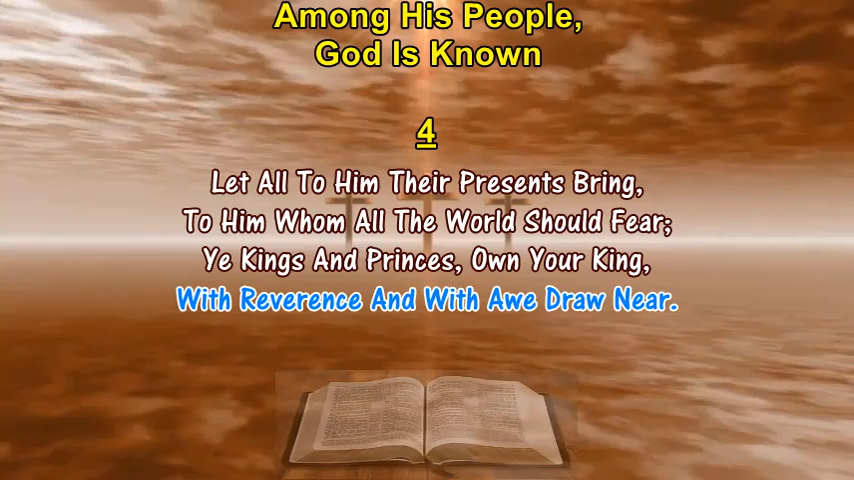 Among His People,
God Is Known
4
Let All To Him Their Presents Bring,
To Him Whom All The World Should Fear;
Ye Kings And Princes, Own Your King,
With Reverence And With Awe Draw Near.